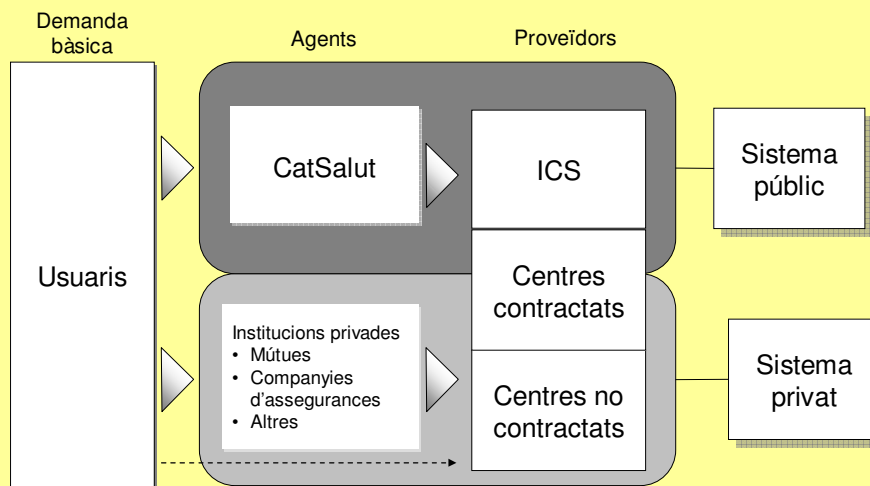 Demanda
bàsica
Agents
Proveïdors
Usuaris
CatSalut
ICS
Sistema
públic
Centres
contractats
Institucions privades
• Mútues
• Companyies
d'assegurances
• Altres
Centres no
contractats
Sistema
privat